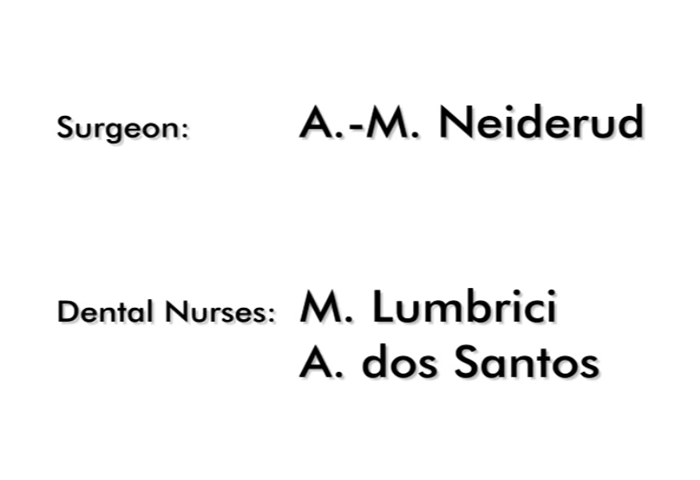 Surgeon: A.-M. Neiderud
Dental Nurses: M. Lumbrici
A. dos Santos